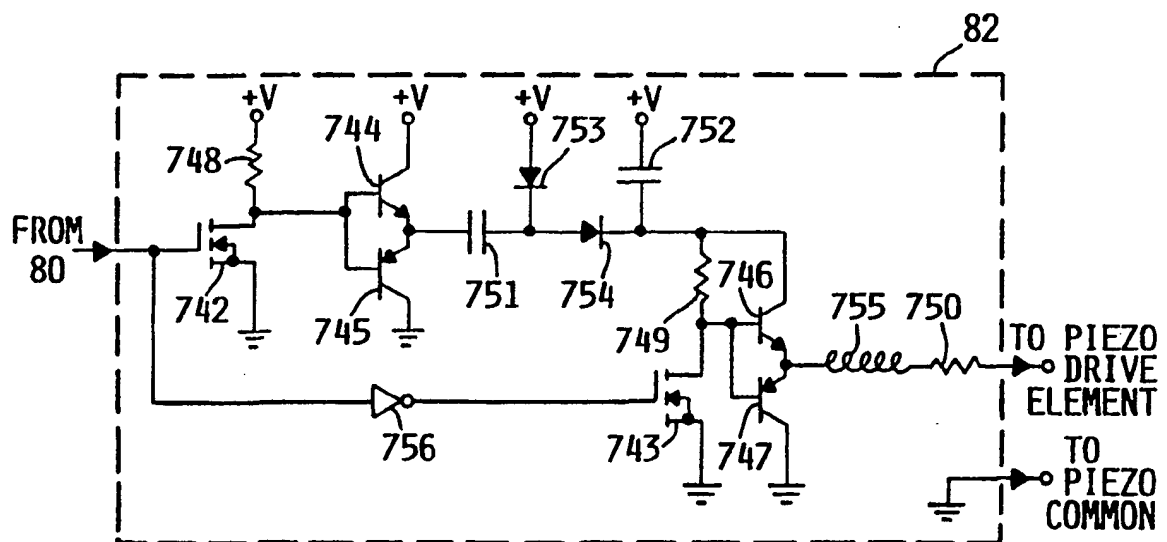 82
+V +V +V +V
744 753 752
748
FROM
80
742 745 751 754 746
749 755 750
TO PIEZO
DRIVE
ELEMENT
756 743 747
TO
PIEZO
COMMON